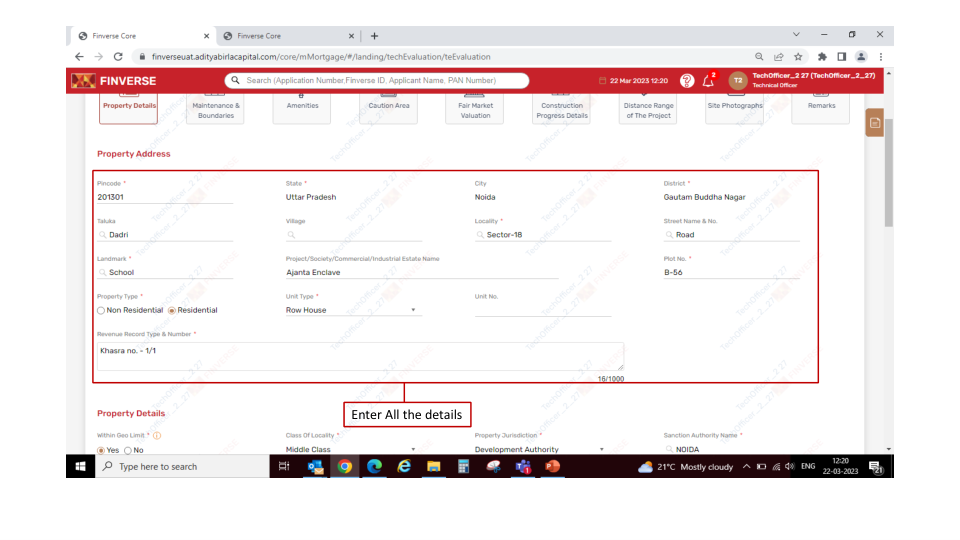 Finverse Core
Finverse Core
finverseuat.adityabirlacapital.com/core/mMortgage/#/landing/techEvaluation/teEvaluation
FINVERSE
Search (Application Number,Finverse ID, Applicant Name, PAN Number)
22 Mar 2023 12:20
2
T2
TechOfficer_2 27 (TechOfficer_2_27)
Technical Officer
Property Details
Maintenance &
Boundaries
Amenities
Caution Area
Fair Market
Valuation
Construction
Progress Details
Distance Range
of The Project
Site Photographs
Remarks
Property Address
Pincode *
State *
City
District *
201301
Uttar Pradesh
Noida
Gautam Buddha Nagar
Taluka
Village
Locality *
Street Name & No.
Dadri
Sector-18
Road
Landmark *
Project/Society/Commercial/Industrial Estate Name
Plot No. *
School
Ajanta Enclave
B-56
Property Type *
Unit Type *
Unit No.
Non Residential
Residential
Row House
Revenue Record Type & Number *
Khasra no. - 1/1
16/1000
Enter All the details
Property Details
Within Geo Limit *
Class Of Locality *
Property Jurisdiction *
Sanction Authority Name *
Yes
No
Middle Class
Development Authority
NOIDA
Type here to search
21°C Mostly cloudy
ENG
12:20
22-03-2023
21